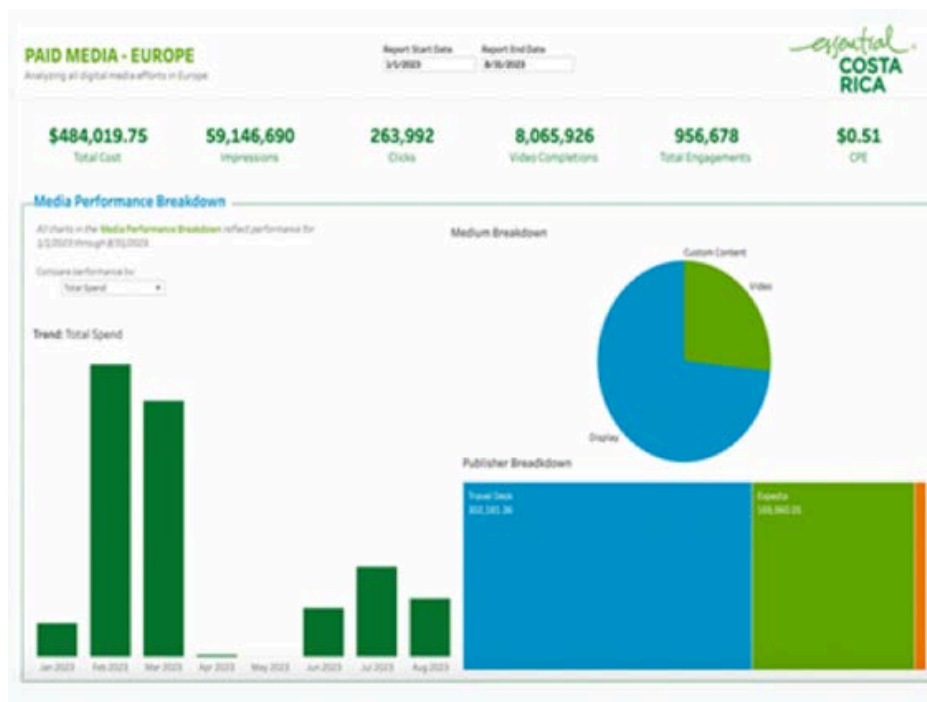 PAID MEDIA - EUROPE
Analyzing all digital media efforts in Europe
Report Start Date
1/1/2023
Report End Date
8/31/2023
essential
COSTA
RICA
$484,019.75
Total Cost
59,146,690
Impressions
263,992
Clicks
8,065,926
Video Completions
956,678
Total Engagements
$0.51
CPE
Media Performance Breakdown
All charts in the Media Performance Breakdown reflect performance for
1/1/2023 through 8/31/2023
Compare performance by:
Total Spend
Trend: Total Spend
Jan 2023
Feb 2023
Mar 2023
Apr 2023
May 2023
Jun 2023
Jul 2023
Aug 2023
Medium Breakdown
Custom Content
Video
Display
Publisher Breadkdown
Travel Desk
Expedia